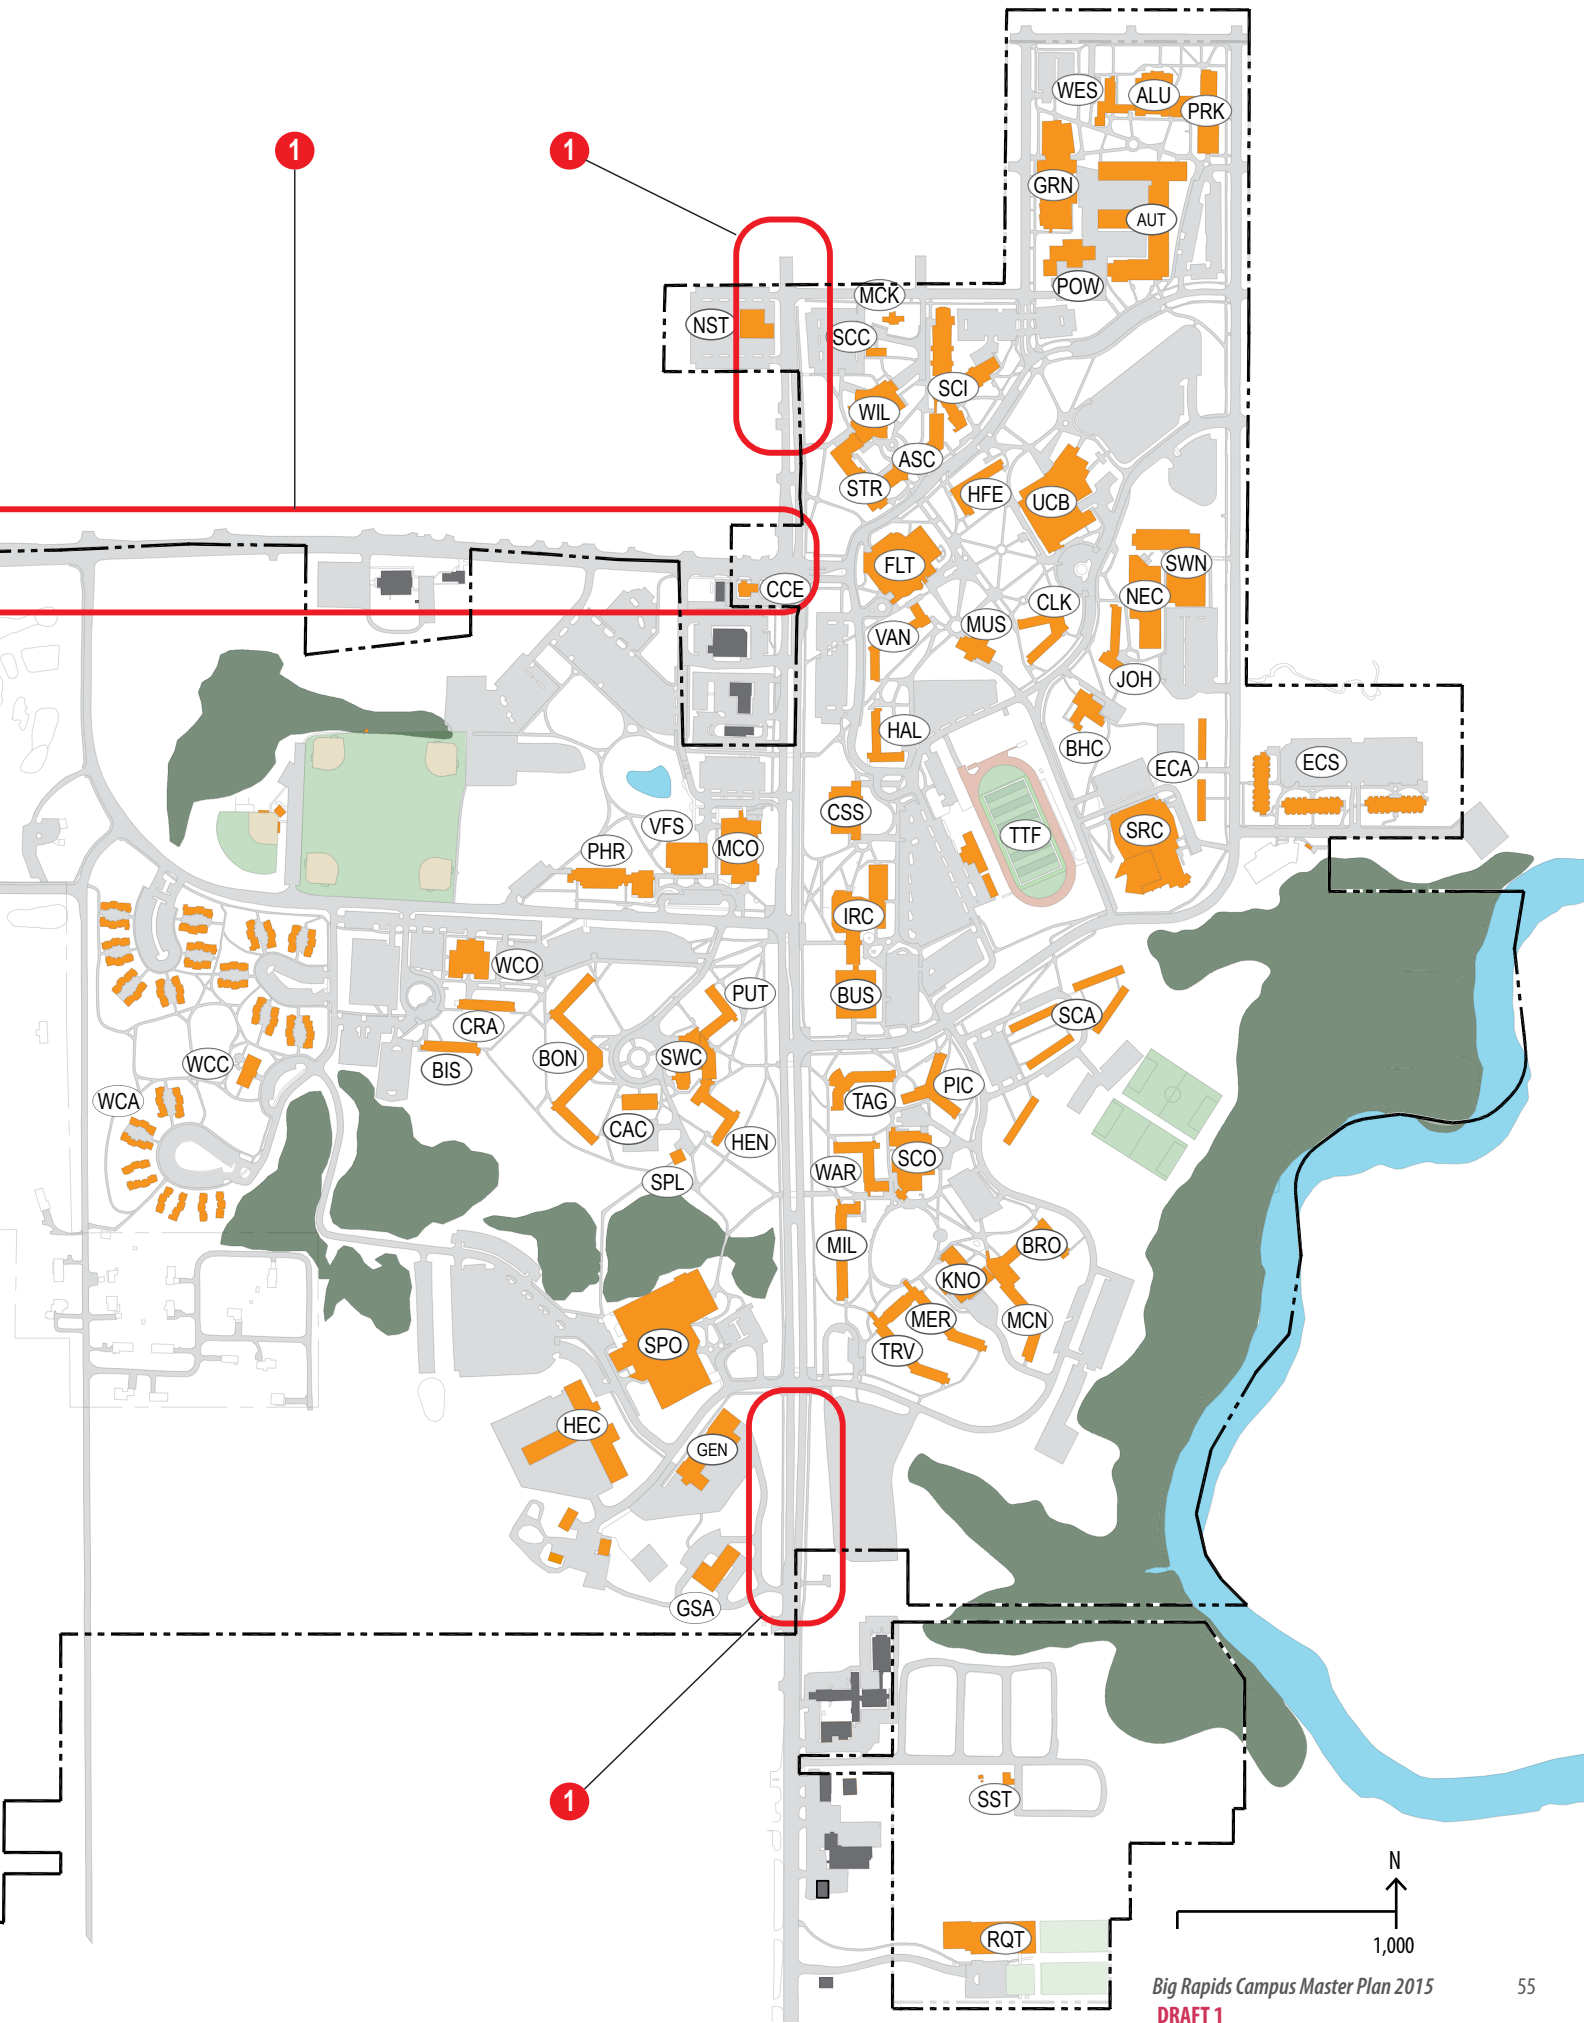 WES
ALU
PRK
1
1
GRN
AUT
POW
MCK
NST
SCC
SCI
WIL
ASC
STR
HFE
UCB
FLT
SWN
CCE
NEC
CLK
MUS
VAN
JOH
HAL
BHC
ECA
ECS
CSS
VFS
TTF
SRC
MCO
PHR
IRC
WCO
PUT
BUS
CRA
SCA
BON
SWC
WCC
BIS
PIC
WCA
TAG
CAC
HEN
SCO
WAR
SPL
MIL
BRO
KNO
MER
MCN
SPO
TRV
HEC
GEN
GSA
1
SST
N
RQT
1,000
Big Rapids Campus Master Plan 2015 55
DRAFT 1